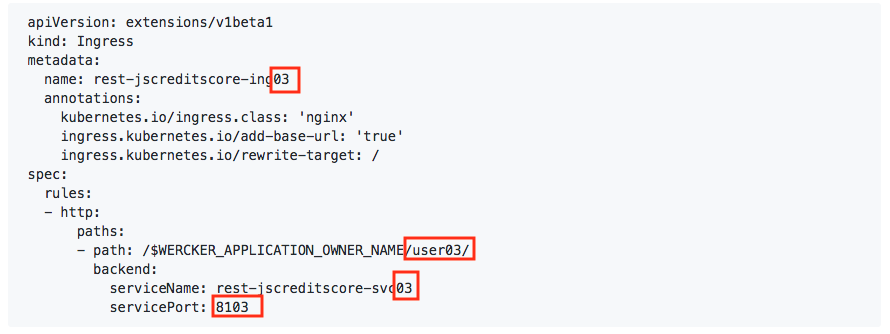 apiVersion: extensions/v1beta1
kind: Ingress
metadata:
  name: rest-jscreditscore-ing03
  annotations:
    kubernetes.io/ingress.class: 'nginx'
    ingress.kubernetes.io/add-base-url: 'true'
    ingress.kubernetes.io/rewrite-target: /
spec:
  rules:
  - http:
      paths:
      - path: /$WERCKER_APPLICATION_OWNER_NAME/user03/
        backend:
          serviceName: rest-jscreditscore-svc03
          servicePort: 8103